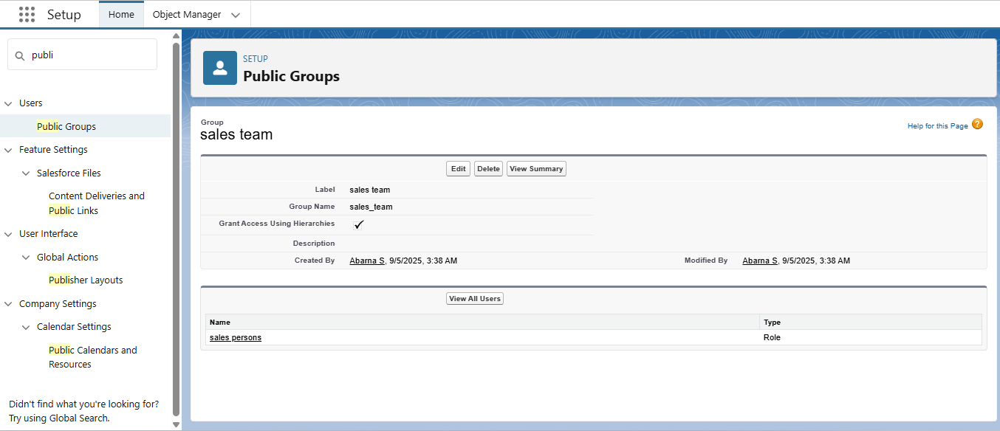 Setup Home Object Manager
publi
Users
Public Groups
Feature Settings
Salesforce Files
Content Deliveries and
Public Links
User Interface
Global Actions
Publisher Layouts
Company Settings
Calendar Settings
Public Calendars and
Resources
Didn't find what you're looking for?
Try using Global Search.
SETUP
Public Groups
Group
sales team
Help for this Page ?
Edit Delete View Summary
Label sales team
Group Name sales_team
Grant Access Using Hierarchies
Description
Created By Abarna S, 9/5/2025, 3:38 AM Modified By Abarna S, 9/5/2025, 3:38 AM
View All Users
Name Type
sales persons Role